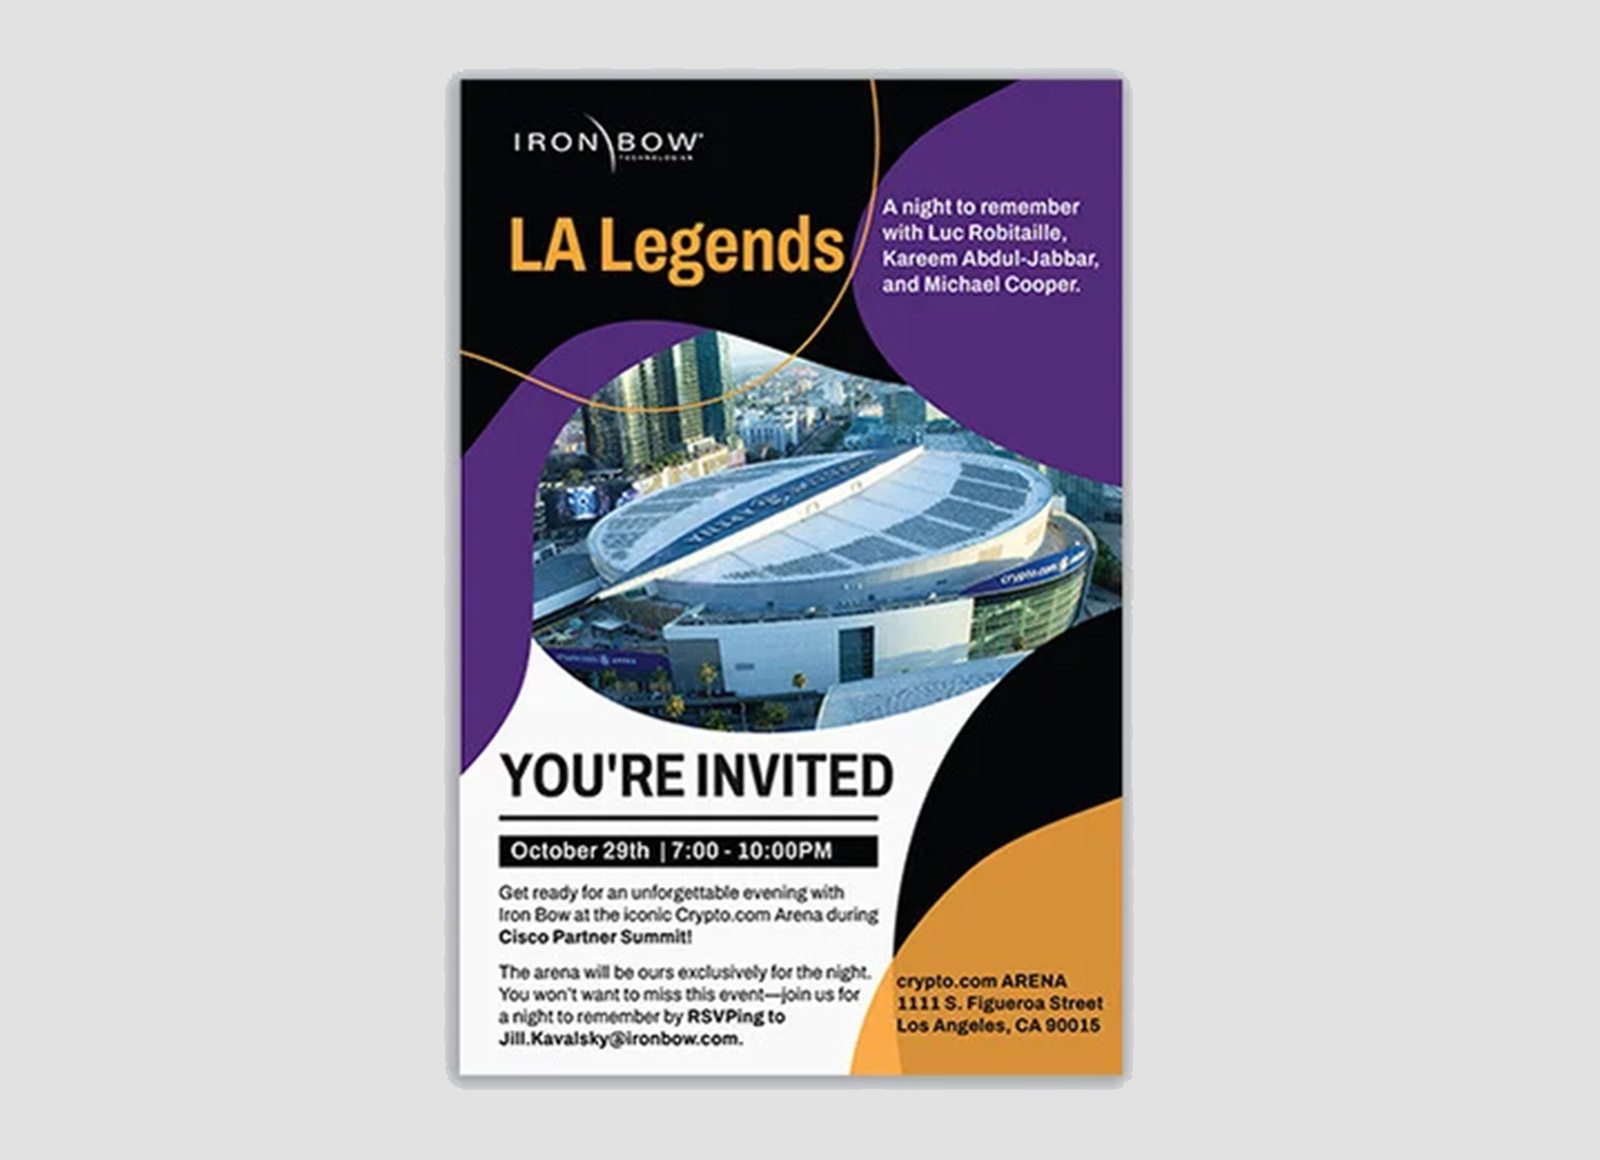 IRON BOW
TECHNOLOGIES
LA Legends
A night to remember
with Luc Robitaille,
Kareem Abdul-Jabbar,
and Michael Cooper.
crypto.com
YOU'RE INVITED
October 29th | 7:00 - 10:00PM
Get ready for an unforgettable evening with
Iron Bow at the iconic Crypto.com Arena during
Cisco Partner Summit!
The arena will be ours exclusively for the night.
You won't want to miss this event—join us for
a night to remember by RSVPing to
Jill.Kavalsky@ironbow.com.
crypto.com ARENA
1111 S. Figueroa Street
Los Angeles, CA 90015